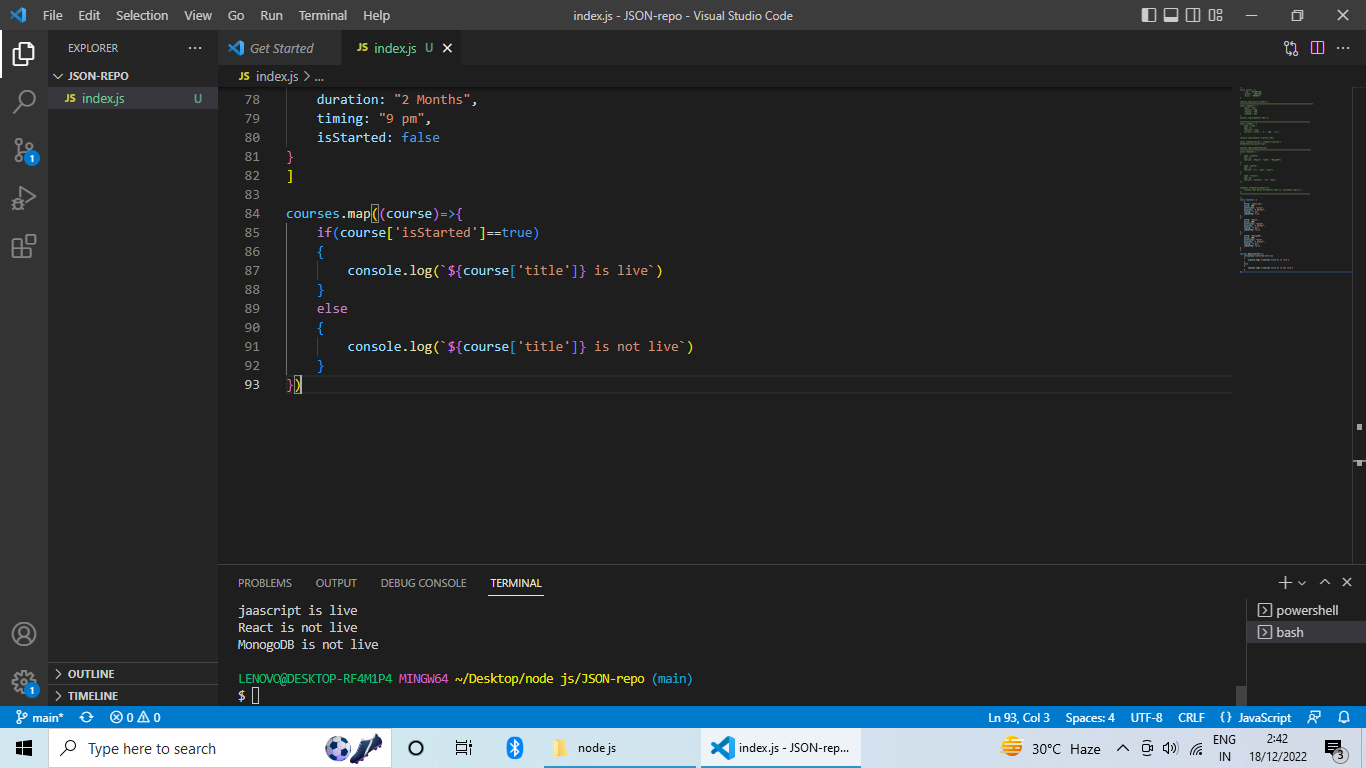 File Edit Selection View Go Run Terminal Help
index.js - JSON-repo - Visual Studio Code
EXPLORER
Get Started
JS index.js U
JSON-REPO
JS index.js U
JS index.js > ...
78 duration: "2 Months",
79 timing: "9 pm",
80 isStarted: false
81 }
82 ]
83
84 courses.map((course)=>{
85 if(course['isStarted']==true)
86 {
87 console.log(`${course['title']} is live`)
88 }
89 else
90 {
91 console.log(`${course['title']} is not live`)
92 }
93 })
PROBLEMS OUTPUT DEBUG CONSOLE TERMINAL
jaascript is live
React is not live
MonogoDB is not live
LENOVO@DESKTOP-RF4M1P4 MINGW64 ~/Desktop/node js/JSON-repo (main)
$
powershell
bash
1
1
OUTLINE
TIMELINE
main* 0 0
Ln 93, Col 3 Spaces: 4 UTF-8 CRLF {} JavaScript
Type here to search
node js
index.js - JSON-rep...
30°C Haze
ENG
IN
2:42
18/12/2022
3